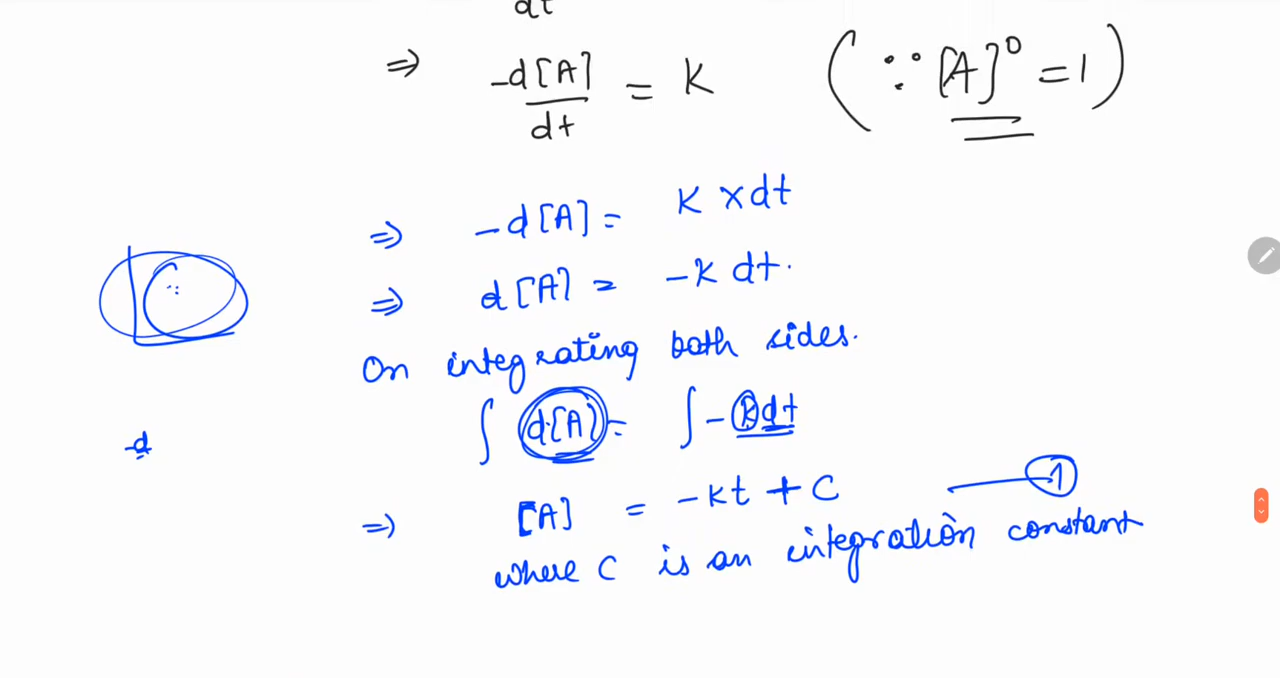 dt
⇒ -d[A]/dt = K (∵ [A]⁰ = 1)
⇒ -d[A] = K × dt
⇒ d[A] = -K dt.
On integrating both sides.
∫ d[A] = ∫ -k dt
-d
⇒ [A] = -kt + C — 1
where C is an integration constant